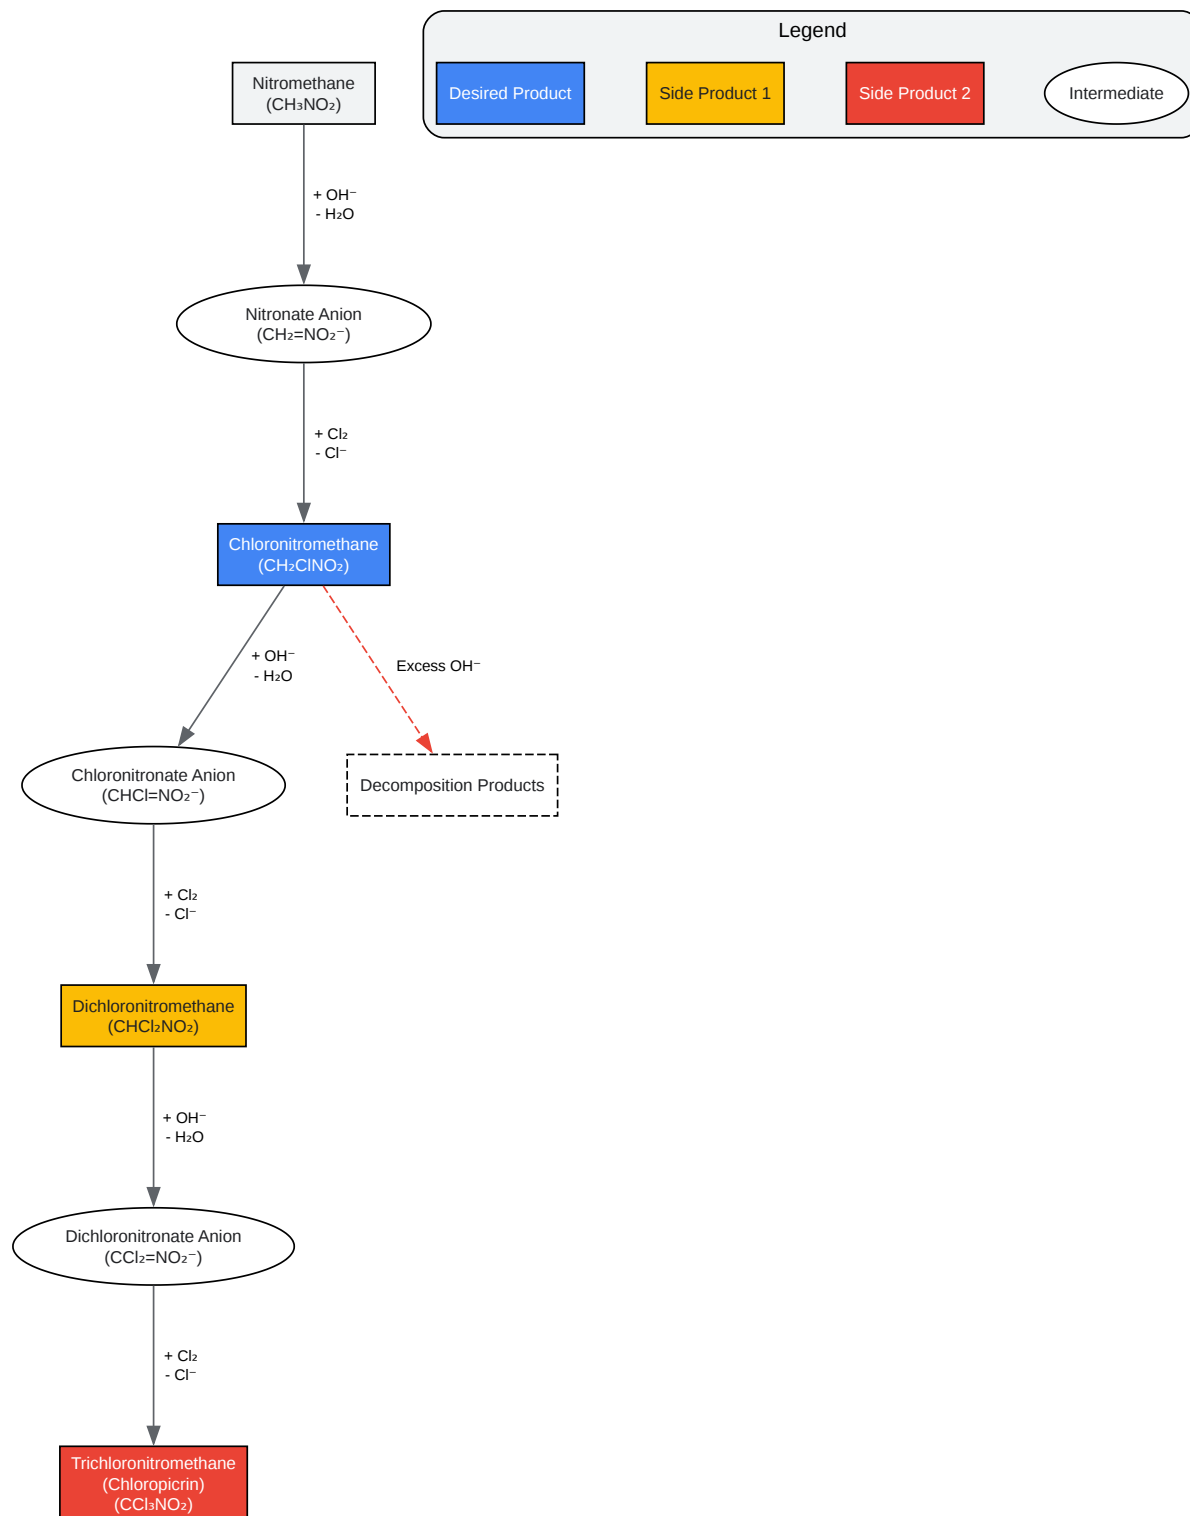 Legend
Desired Product
Side Product 1
Side Product 2
Intermediate
Nitromethane
(CH₃NO₂)
+ OH⁻
- H₂O
Nitronate Anion
(CH₂=NO₂⁻)
+ Cl₂
- Cl⁻
Chloronitromethane
(CH₂ClNO₂)
+ OH⁻
- H₂O
Excess OH⁻
Chloronitronate Anion
(CHCl=NO₂⁻)
Decomposition Products
+ Cl₂
- Cl⁻
Dichloronitromethane
(CHCl₂NO₂)
+ OH⁻
- H₂O
Dichloronitronate Anion
(CCl₂=NO₂⁻)
+ Cl₂
- Cl⁻
Trichloronitromethane
(Chloropicrin)
(CCl₃NO₂)